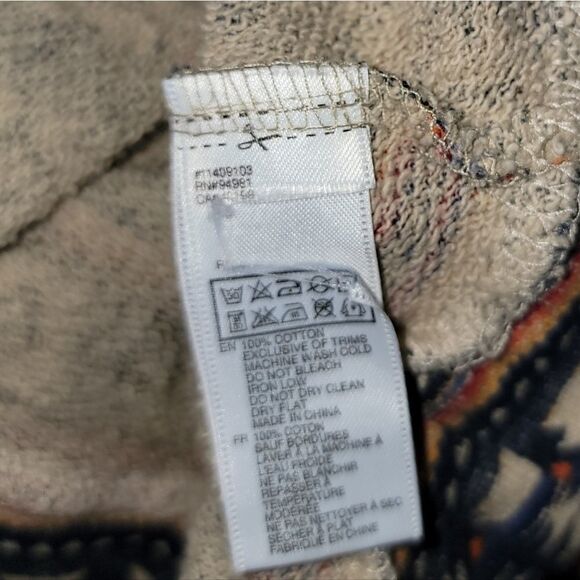 #11409103
RN#94981
30
EN 100% COTTON
EXCLUSIVE OF TRIMS
MACHINE WASH COLD
DO NOT BLEACH
IRON LOW
DO NOT DRY CLEAN
DRY FLAT
MADE IN CHINA
FR 100% COTON
SAUF BORDURES
LAVER À LA MACHINE À
L'EAU FROIDE
NE PAS BLANCHIR
REPASSER À
TEMPÉRATURE
MODÉRÉE
NE PAS NETTOYER À SEC
SÉCHER À PLAT
FABRIQUÉ EN CHINE